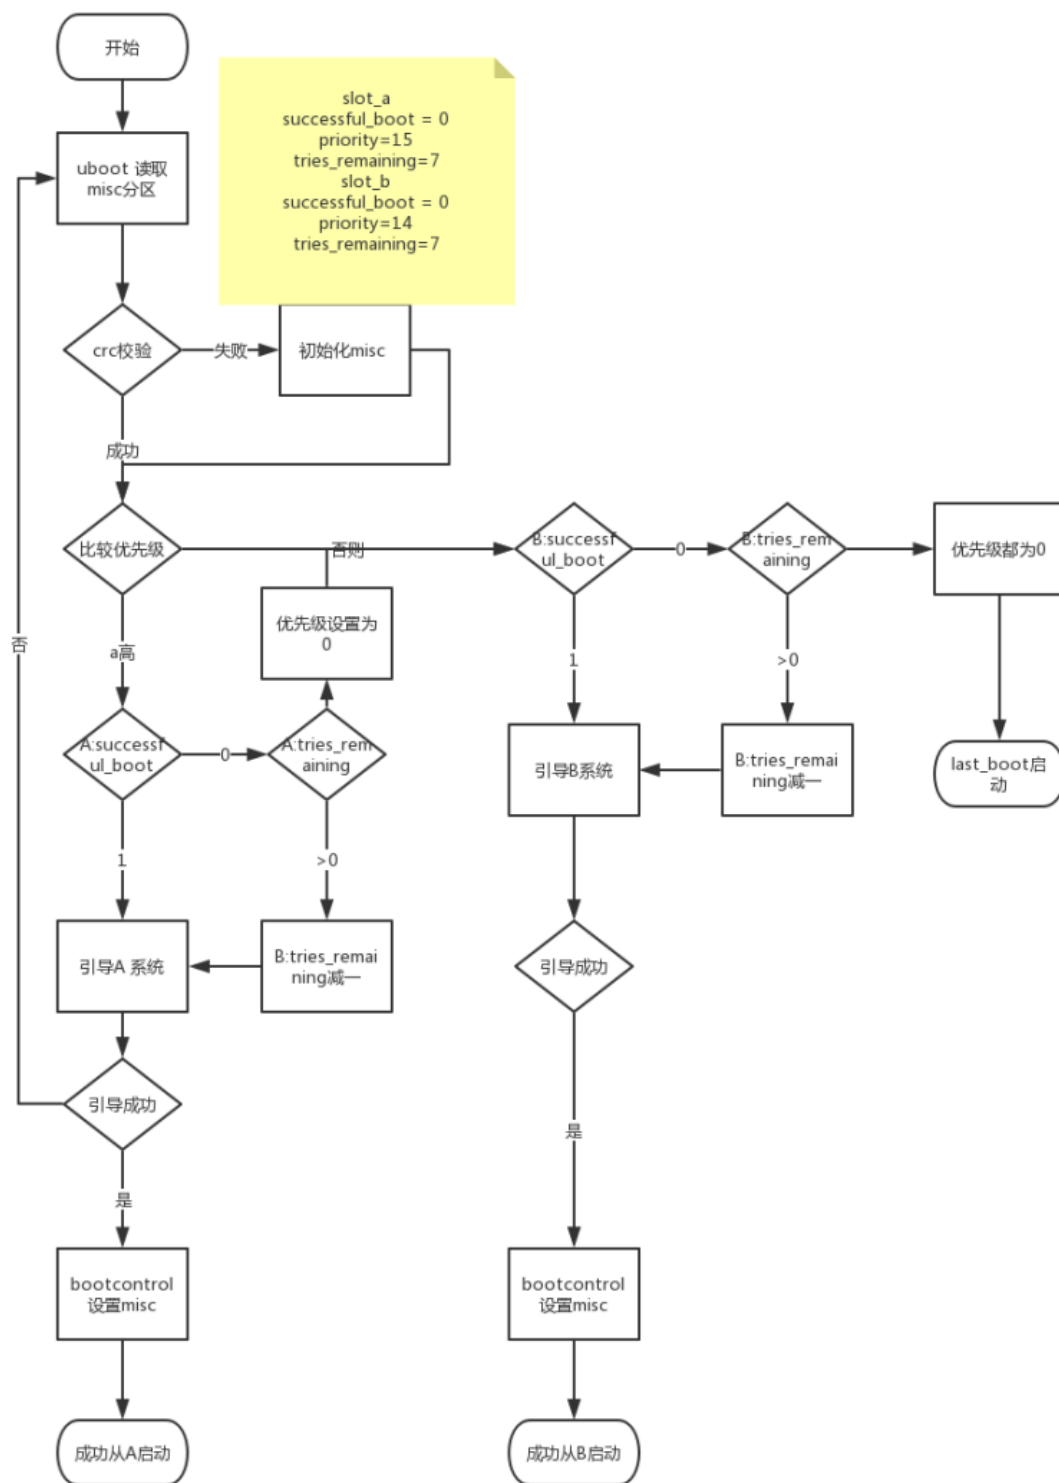 开始
slot_a
successful_boot = 0
priority=15
tries_remaining=7
slot_b
successful_boot = 0
priority=14
tries_remaining=7
uboot 读取
misc分区
crc校验
失败
初始化misc
成功
比较优先级
否则
B:successf
ul_boot
0
B:tries_rem
aining
优先级都为0
优先级设置为
0
否
a高
1
>0
A:successf
ul_boot
0
A:tries_rem
aining
引导B系统
B:tries_remai
ning减一
last_boot启
动
1
>0
引导A 系统
B:tries_remai
ning减一
引导成功
引导成功
是
是
bootcontrol
设置misc
bootcontrol
设置misc
成功从A启动
成功从B启动